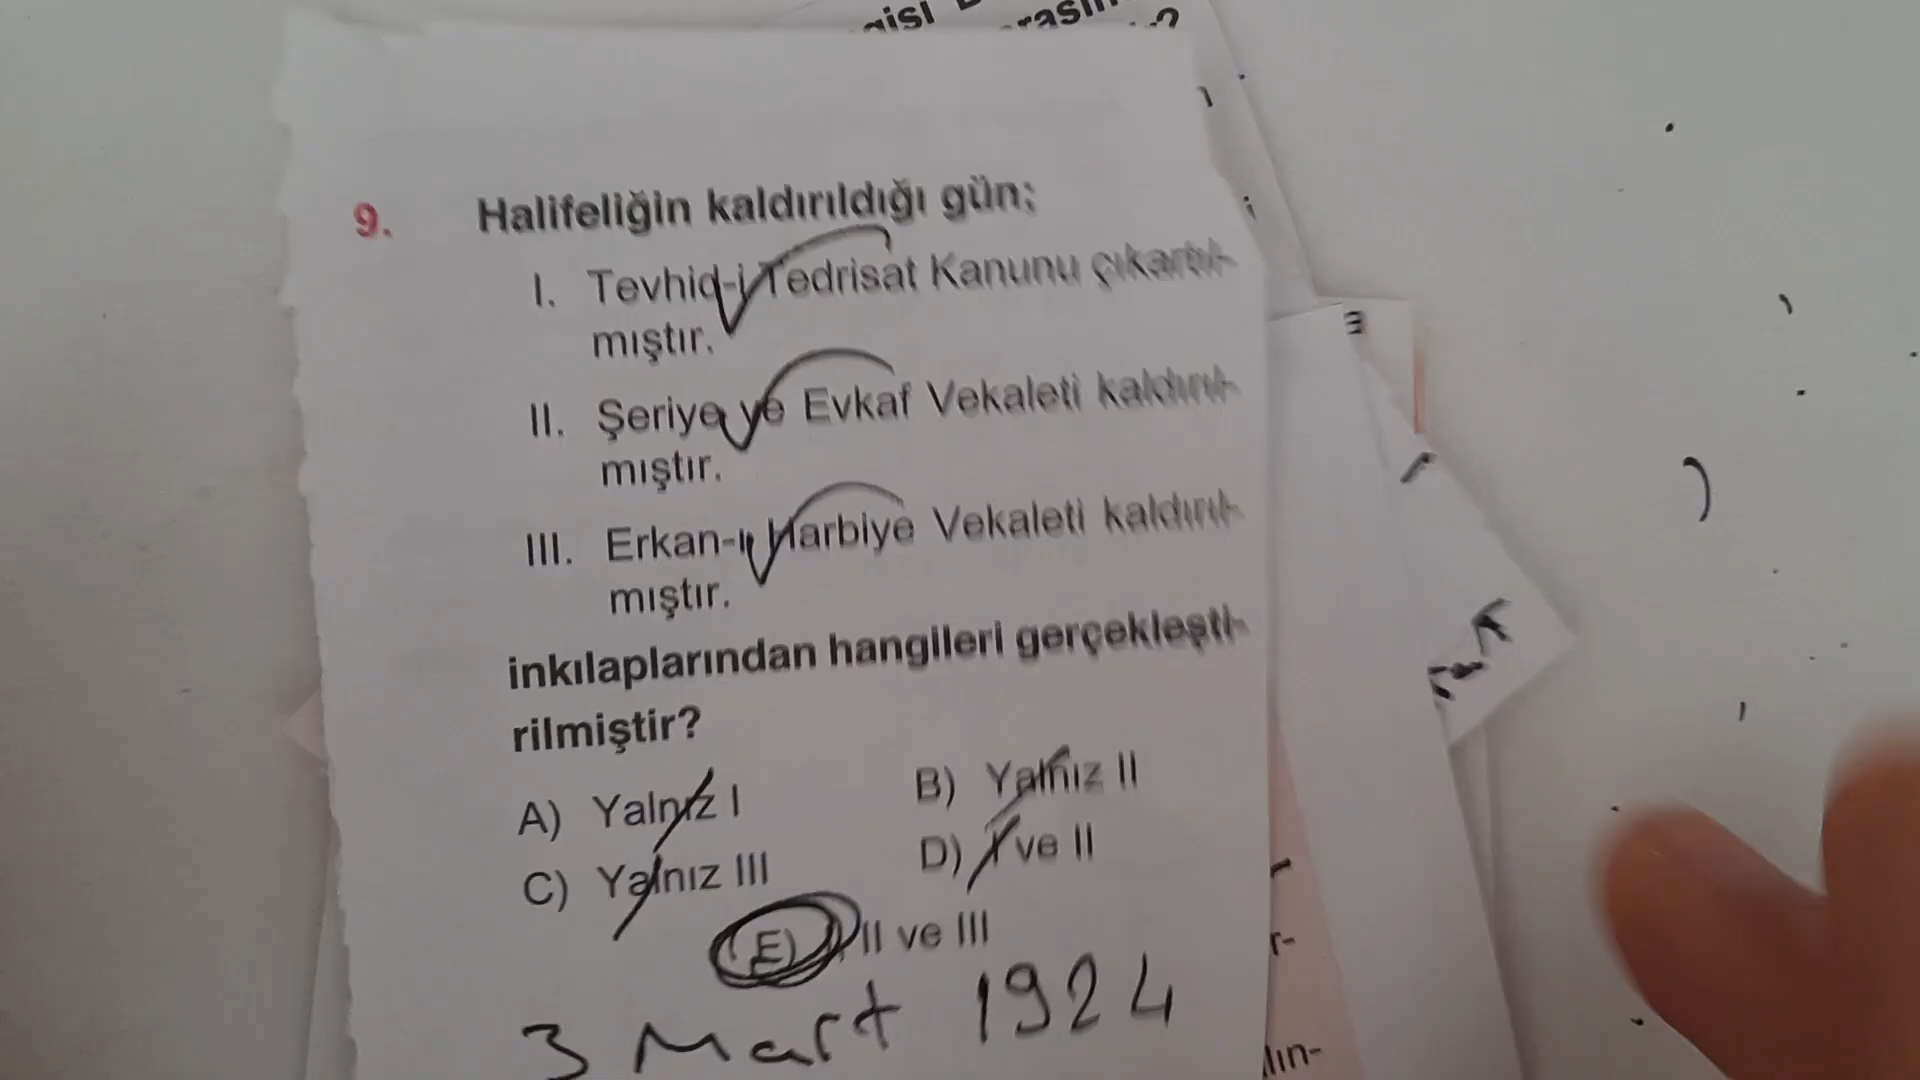 9. Halifeliğin kaldırıldığı gün;
I. Tevhid-i Tedrisat Kanunu çıkartıl-
mıştır.
II. Şeriye ve Evkaf Vekaleti kaldırıl-
mıştır.
III. Erkan-ı Harbiye Vekaleti kaldırıl-
mıştır.
inkılaplarından hangileri gerçekleşti-
rilmiştir?
A) Yalnız I B) Yalnız II
C) Yalnız III D) I ve II
E) I, II ve III
3 Mart 1924